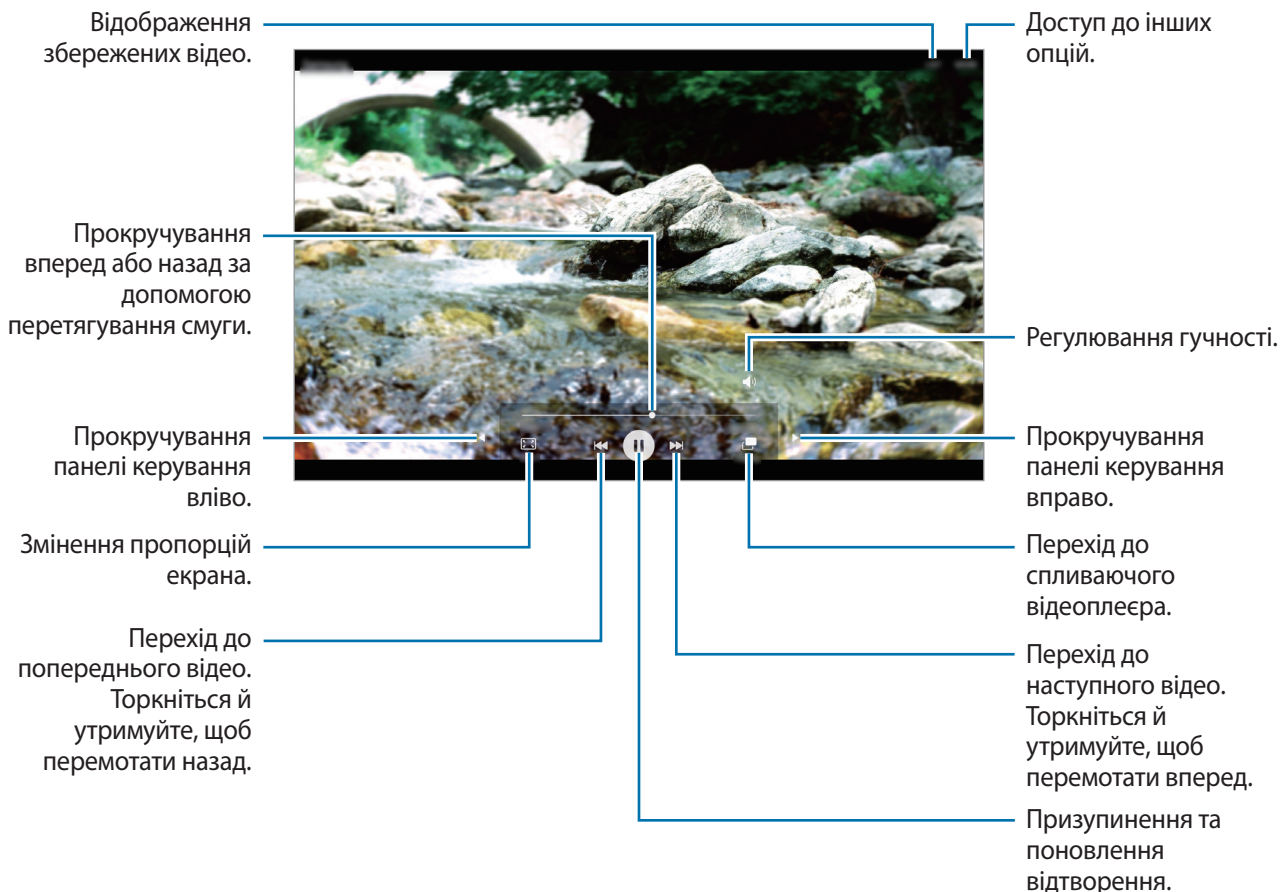 Відображення
збережених відео.
Доступ до інших
опцій.
Прокручування
вперед або назад за
допомогою
перетягування смуги.
Регулювання гучності.
Прокручування
панелі керування
вліво.
Прокручування
панелі керування
вправо.
Змінення пропорцій
екрана.
Перехід до
спливаючого
відеоплеєра.
Перехід до
попереднього відео.
Торкніться й
утримуйте, щоб
перемотати назад.
Перехід до
наступного відео.
Торкніться й
утримуйте, щоб
перемотати вперед.
Призупинення та
поновлення
відтворення.